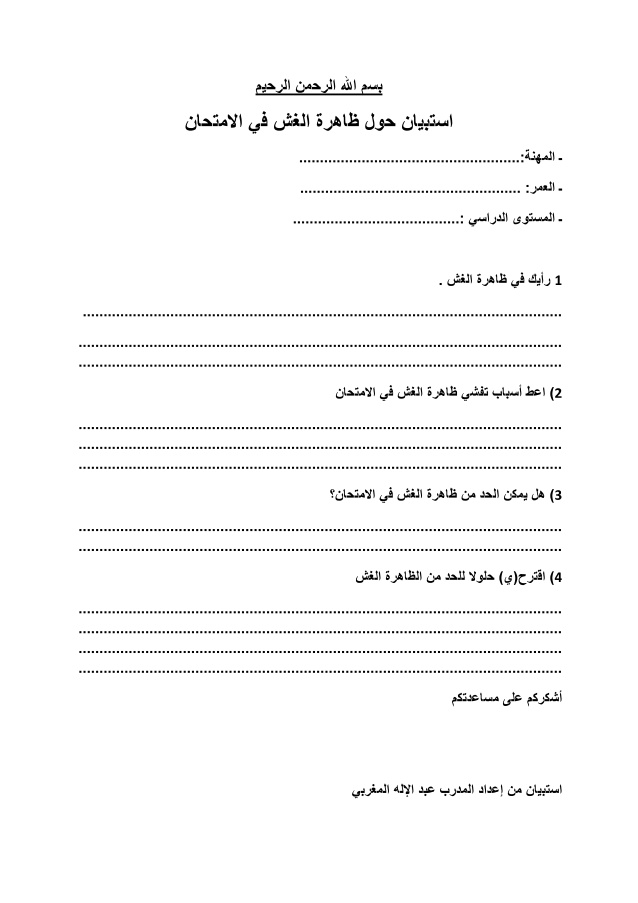 بسم الله الرحمن الرحيم
استبيان حول ظاهرة الغش في الامتحان
ـ المهنة:.....................................................
ـ العمر: .....................................................
ـ المستوى الدراسي :........................................
1 رأيك في ظاهرة الغش .
...................................................................................................................
....................................................................................................................
....................................................................................................................
2) اعط أسباب تفشي ظاهرة الغش في الامتحان
....................................................................................................................
....................................................................................................................
....................................................................................................................
3) هل يمكن الحد من ظاهرة الغش في الامتحان؟
....................................................................................................................
....................................................................................................................
4) اقترح(ي) حلولا للحد من الظاهرة الغش
....................................................................................................................
....................................................................................................................
....................................................................................................................
....................................................................................................................
أشكركم على مساعدتكم
استبيان من إعداد المدرب عبد الإله المغربي